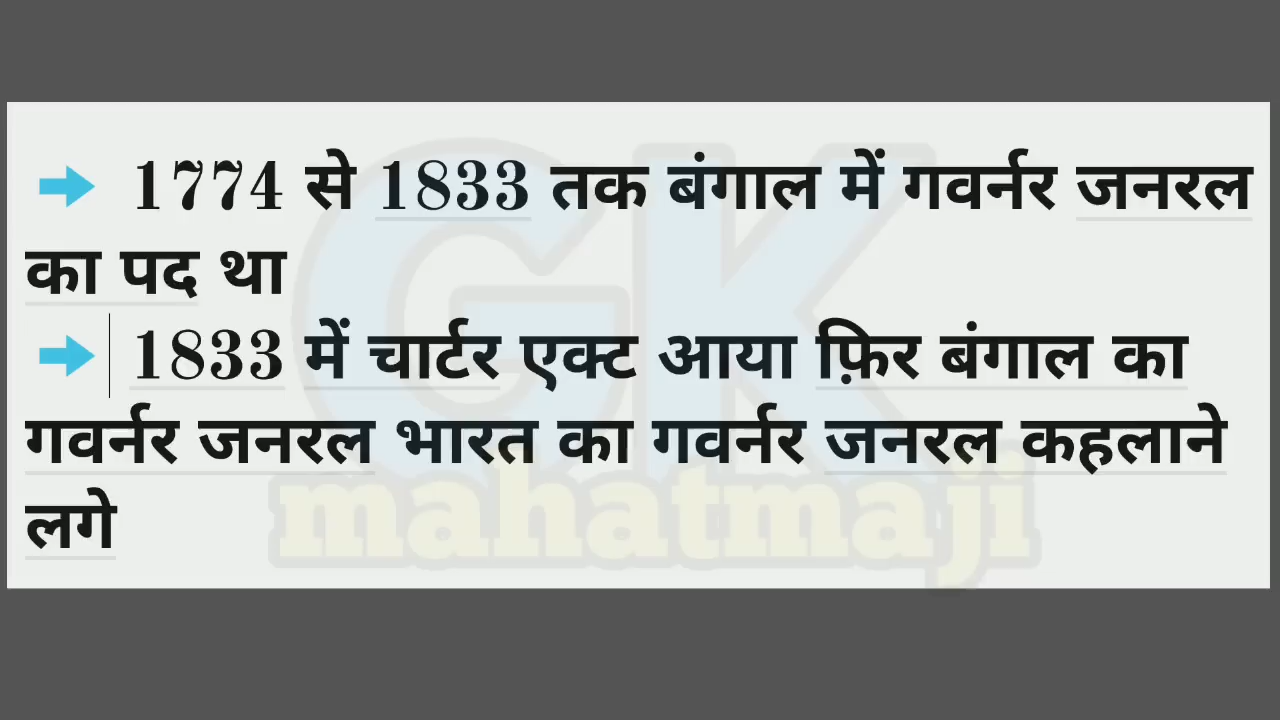 ➡ 1774 से 1833 तक बंगाल में गवर्नर जनरल
का पद था
➡ 1833 में चार्टर एक्ट आया फ़िर बंगाल का
गवर्नर जनरल भारत का गवर्नर जनरल कहलाने
लगे
GK
mahatmaji